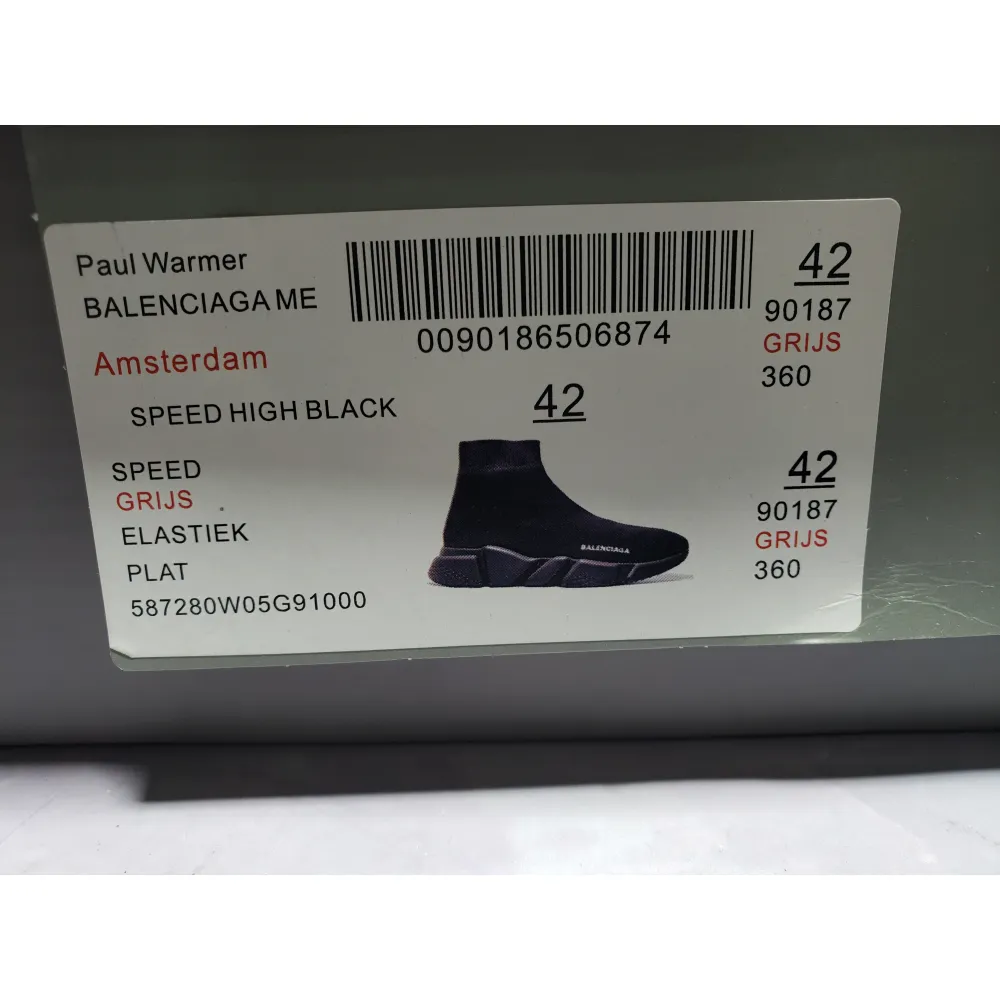 Paul Warmer
BALENCIAGA ME
Amsterdam
SPEED HIGH BLACK
SPEED
GRIJS
ELASTIEK
PLAT
587280W05G91000
0090186506874
42
BALENCIAGA
42
90187
GRIJS
360
42
90187
GRIJS
360